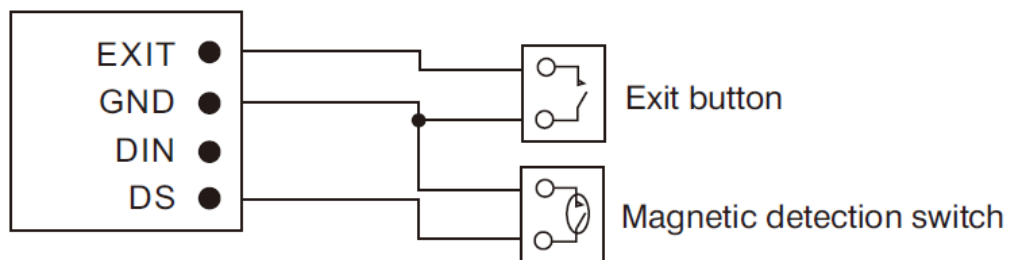 EXIT
GND
DIN
DS
Exit button
Magnetic detection switch